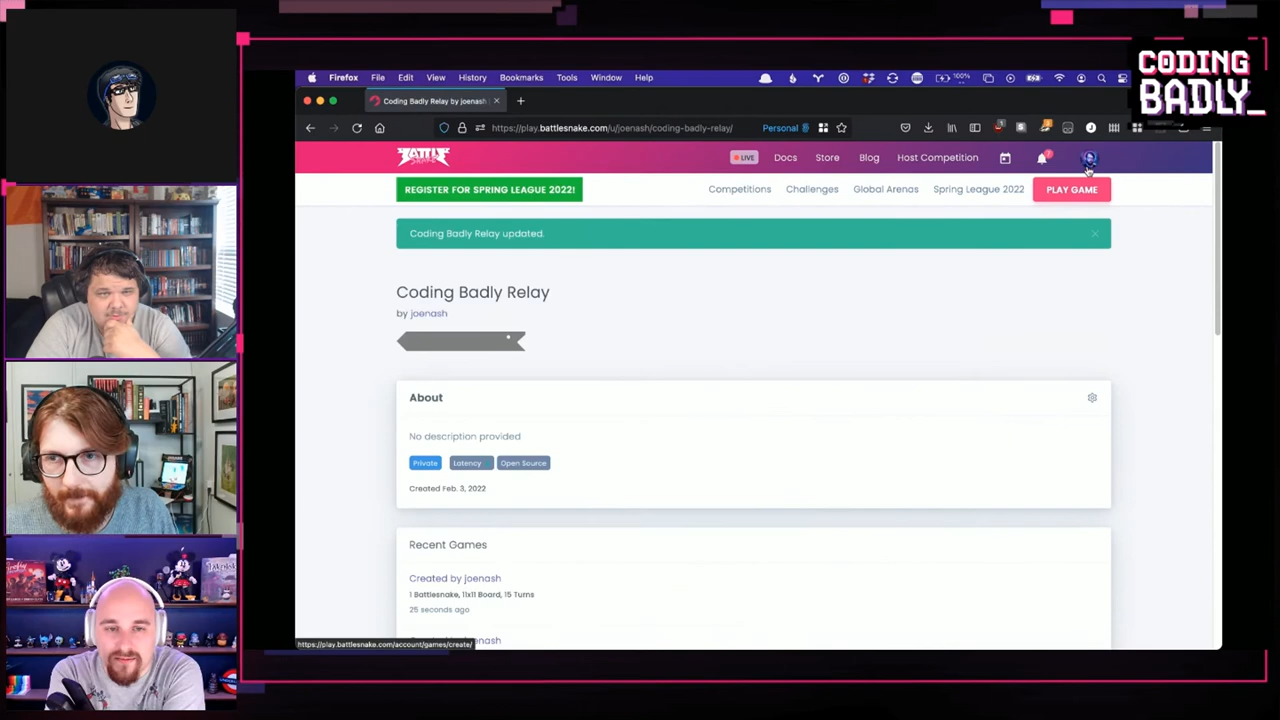 CODING
BADLY_
Firefox File Edit View History Bookmarks Tools Window Help 100%
Coding Badly Relay by joenash
https://play.battlesnake.com/u/joenash/coding-badly-relay/ Personal
BATTLE
SNAKE
LIVE Docs Store Blog Host Competition
REGISTER FOR SPRING LEAGUE 2022! Competitions Challenges Global Arenas Spring League 2022 PLAY GAME
Coding Badly Relay updated.
Coding Badly Relay
by joenash
About
No description provided
Private Latency Open Source
Created Feb. 3, 2022
Recent Games
Created by joenash
1 Battlesnake, 11x11 Board, 15 Turns
25 seconds ago
https://play.battlesnake.com/account/games/create/